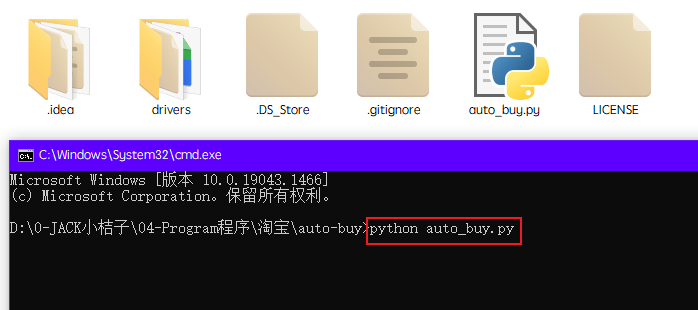 .idea
drivers
.DS_Store
.gitignore
auto_buy.py
LICENSE
C:\Windows\System32\cmd.exe
Microsoft Windows [版本 10.0.19043.1466]
(c) Microsoft Corporation。保留所有权利。
D:\0-JACK小桔子\04-Program程序\淘宝\auto-buy>python auto_buy.py